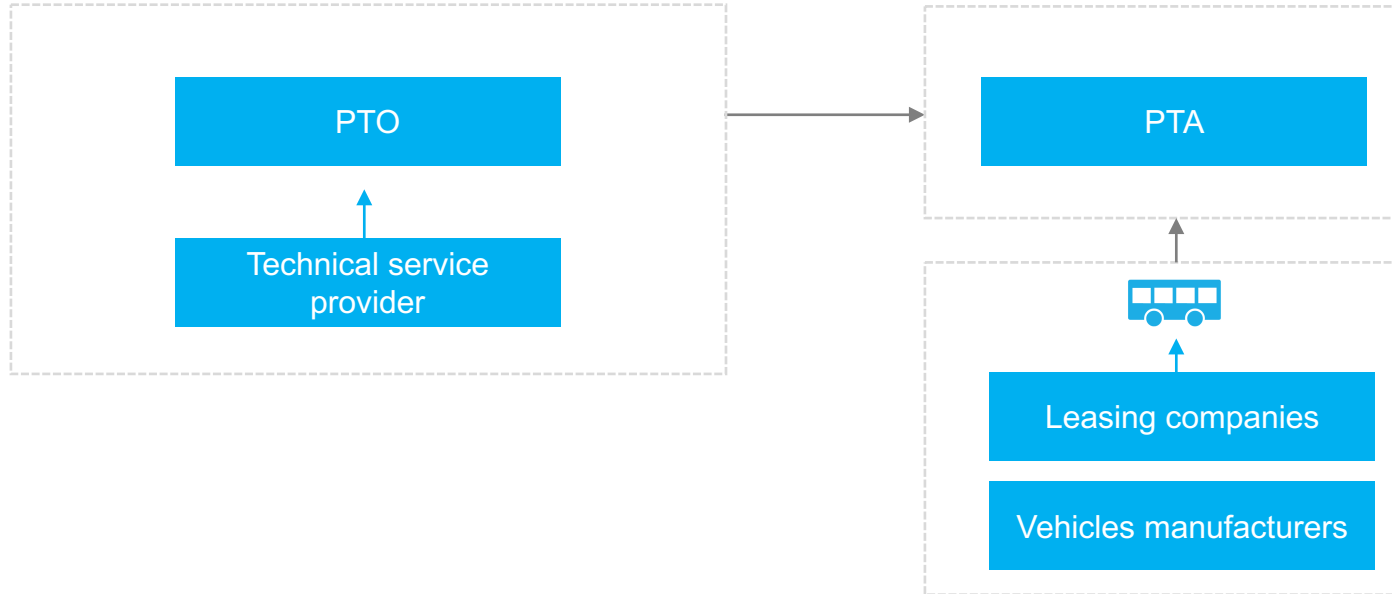 PTO
PTA
Technical service
provider
Leasing companies
Vehicles manufacturers